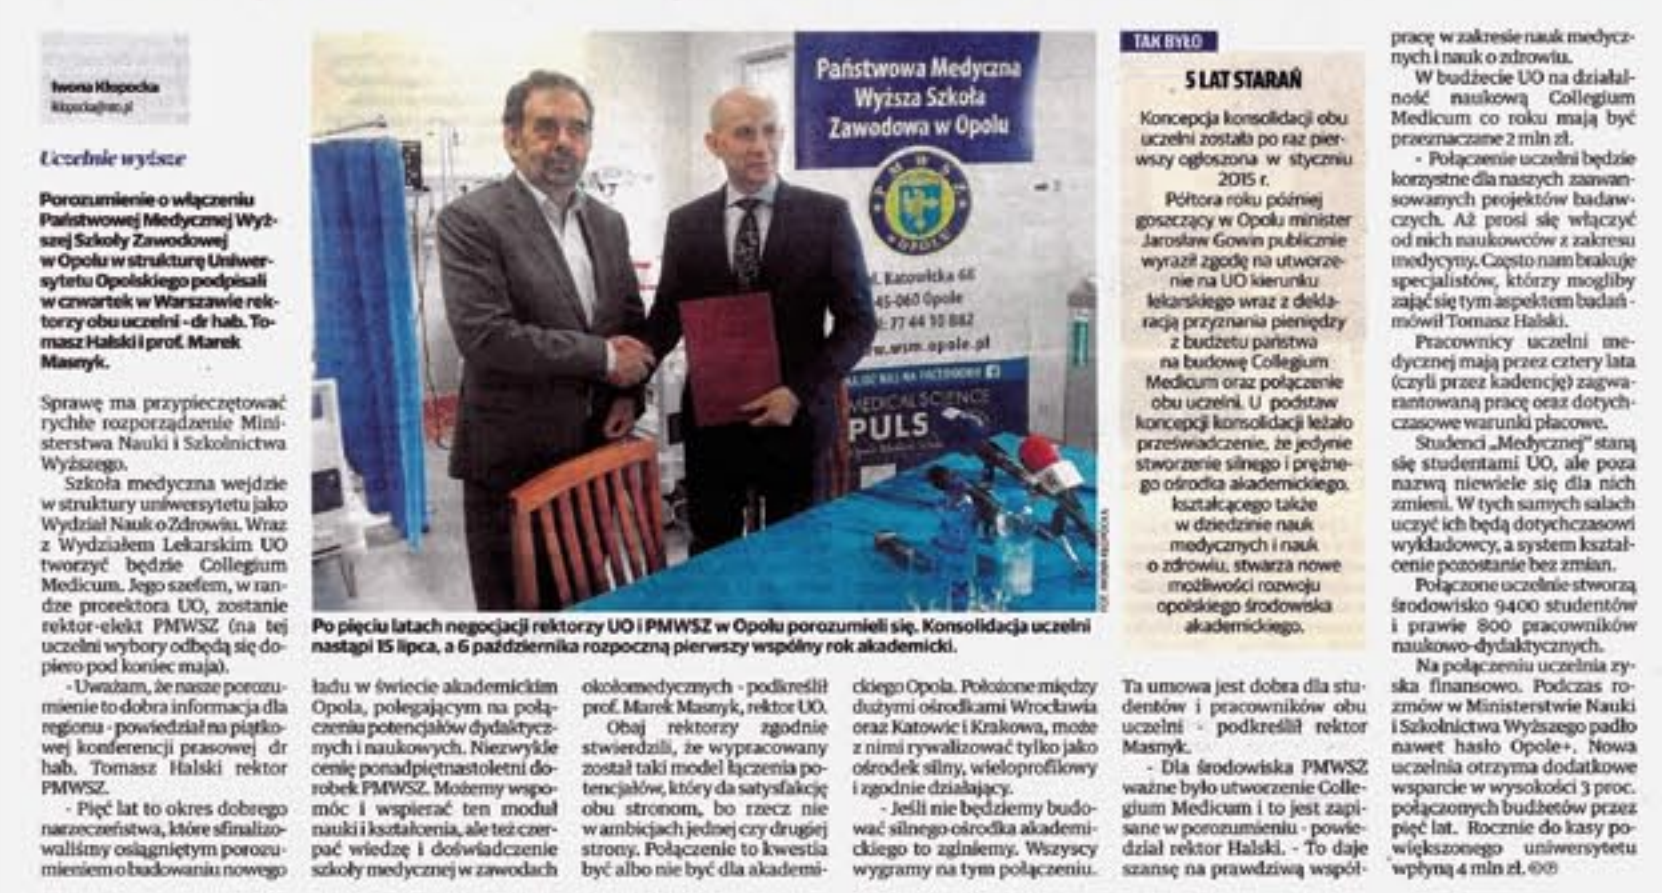 Iwona Kłopocka
Uczelnie wyższe
Porozumienie o włączeniu
Państwowej Medycznej Wyż-
szej Szkoły Zawodowej
w Opolu w strukturę Uniwer-
sytetu Opolskiego podpisali
w czwartek w Warszawie rek-
torzy obu uczelni - dr hab. To-
masz Halski i prof. Marek
Masnyk.
Sprawę ma przypieczętować
rychłe rozporządzenie Mini-
sterstwa Nauki i Szkolnictwa
Wyższego.
Szkoła medyczna wejdzie
w struktury uniwersytetu jako
Wydział Nauk o Zdrowiu. Wraz
z Wydziałem Lekarskim UO
tworzyć będzie Collegium
Medicum. Jego szefem, w ran-
dze prorektora UO, zostanie
rektor-elekt PMWSZ (na tej
uczelni wybory odbędą się do-
piero pod koniec maja).
- Uważam, że nasze porozu-
mienie to dobra informacja dla
regionu - powiedział na piątko-
wej konferencji prasowej dr
hab. Tomasz Halski rektor
PMWSZ.
- Pięć lat to okres dobrego
narzeczeństwa, które sfinalizo-
waliśmy osiągniętym porozu-
mieniem o budowaniu nowego
Państwowa Medyczna
Wyższa Szkoła
Zawodowa w Opolu
PMWSZ
OPOLU
l. Katowicka 68
45-060 Opole
: 77 44 10 882
w.wsm.opole.pl
NAS NA FACEBOOKU
MEDICAL SCIENCE
PULS
Po pięciu latach negocjacji rektorzy UO i PMWSZ w Opolu porozumieli się. Konsolidacja uczelni
nastąpi 15 lipca, a 6 października rozpoczną pierwszy wspólny rok akademicki.
ładu w świecie akademickim
Opola, polegającym na połą-
czeniu potencjałów dydaktycz-
nych i naukowych. Niezwykle
cenię ponadpiętnastoletni do-
robek PMWSZ. Możemy wspo-
móc i wspierać ten moduł
nauki i kształcenia, ale też czer-
pać wiedzę i doświadczenie
szkoły medycznej w zawodach
okołomedycznych - podkreślił
prof. Marek Masnyk, rektor UO.
Obaj rektorzy zgodnie
stwierdzili, że wypracowany
został taki model łączenia po-
tencjałów, który da satysfakcję
obu stronom, bo rzecz nie
w ambicjach jednej czy drugiej
strony. Połączenie to kwestia
być albo nie być dla akademi-
ckiego Opola. Położone między
dużymi ośrodkami Wrocławia
oraz Katowic i Krakowa, może
z nimi rywalizować tylko jako
ośrodek silny, wieloprofilowy
i zgodnie działający.
- Jeśli nie będziemy budo-
wać silnego ośrodka akademi-
ckiego to zginiemy. Wszyscy
wygramy na tym połączeniu.
Ta umowa jest dobra dla stu-
dentów i pracowników obu
uczelni - podkreślił rektor
Masnyk.
- Dla środowiska PMWSZ
ważne było utworzenie Colle-
gium Medicum i to jest zapi-
sane w porozumieniu - powie-
dział rektor Halski. - To daje
szansę na prawdziwą współ-
TAK BYŁO
5 LAT STARAŃ
Koncepcja konsolidacji obu
uczelni została po raz pier-
wszy ogłoszona w styczniu
2015 r.
Półtora roku później
goszczący w Opolu minister
Jarosław Gowin publicznie
wyraził zgodę na utworze-
nie na UO kierunku
lekarskiego wraz z dekla-
racją przyznania pieniędzy
z budżetu państwa
na budowę Collegium
Medicum oraz połączenie
obu uczelni. U podstaw
koncepcji konsolidacji leżało
przeświadczenie, że jedynie
stworzenie silnego i prężne-
go ośrodka akademickiego,
kształcącego także
w dziedzinie nauk
medycznych i nauk
o zdrowiu, stwarza nowe
możliwości rozwoju
opolskiego środowiska
akademickiego.
pracę w zakresie nauk medycz-
nych i nauk o zdrowiu.
W budżecie UO na działal-
ność naukową Collegium
Medicum co roku mają być
przeznaczane 2 mln zł.
- Połączenie uczelni będzie
korzystne dla naszych zaawan-
sowanych projektów badaw-
czych. Aż prosi się włączyć
od nich naukowców z zakresu
medycyny. Często nam brakuje
specjalistów, którzy mogliby
zająć się tym aspektem badań -
mówił Tomasz Halski.
Pracownicy uczelni me-
dycznej mają przez cztery lata
(czyli przez kadencję) zagwa-
rantowaną pracę oraz dotych-
czasowe warunki płacowe.
Studenci „Medycznej” staną
się studentami UO, ale poza
nazwą niewiele się dla nich
zmieni. W tych samych salach
uczyć ich będą dotychczasowi
wykładowcy, a system kształ-
cenie pozostanie bez zmian.
Połączone uczelnie stworzą
środowisko 9400 studentów
i prawie 800 pracowników
naukowo-dydaktycznych.
Na połączeniu uczelnia zy-
ska finansowo. Podczas ro-
zmów w Ministerstwie Nauki
i Szkolnictwa Wyższego padło
nawet hasło Opole+. Nowa
uczelnia otrzyma dodatkowe
wsparcie w wysokości 3 proc.
połączonych budżetów przez
pięć lat. Rocznie do kasy po-
większonego uniwersytetu
wpłyną 4 mln zł.